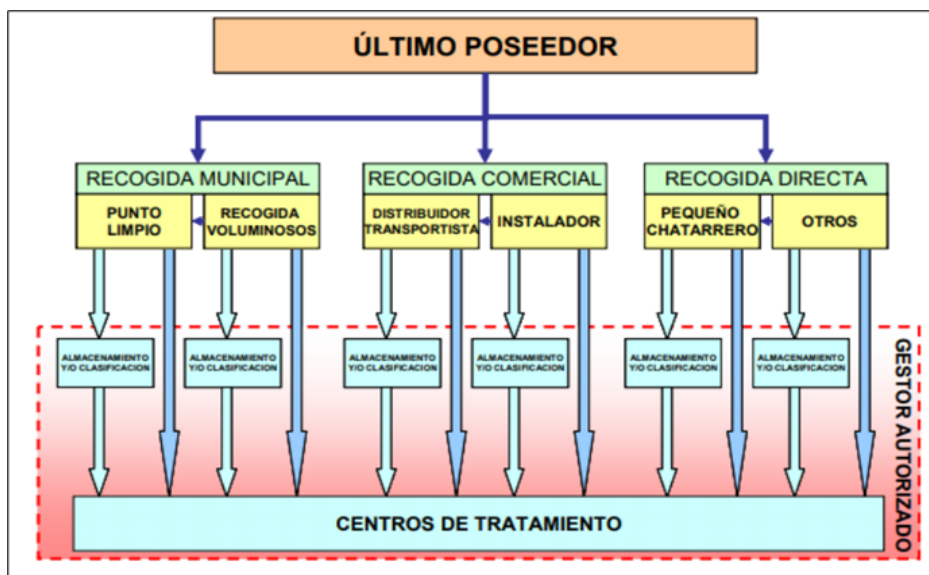 ÚLTIMO POSEEDOR
RECOGIDA MUNICIPAL
RECOGIDA COMERCIAL
RECOGIDA DIRECTA
PUNTO
LIMPIO
RECOGIDA
VOLUMINOSOS
DISTRIBUIDOR
TRANSPORTISTA
INSTALADOR
PEQUEÑO
CHATARRERO
OTROS
ALMACENAMIENTO
Y/O CLASIFICACION
ALMACENAMIENTO
Y/O CLASIFICACION
ALMACENAMIENTO
Y/O CLASIFICACION
ALMACENAMIENTO
Y/O CLASIFICACION
ALMACENAMIENTO
Y/O CLASIFICACION
ALMACENAMIENTO
Y/O CLASIFICACION
GESTOR AUTORIZADO
CENTROS DE TRATAMIENTO